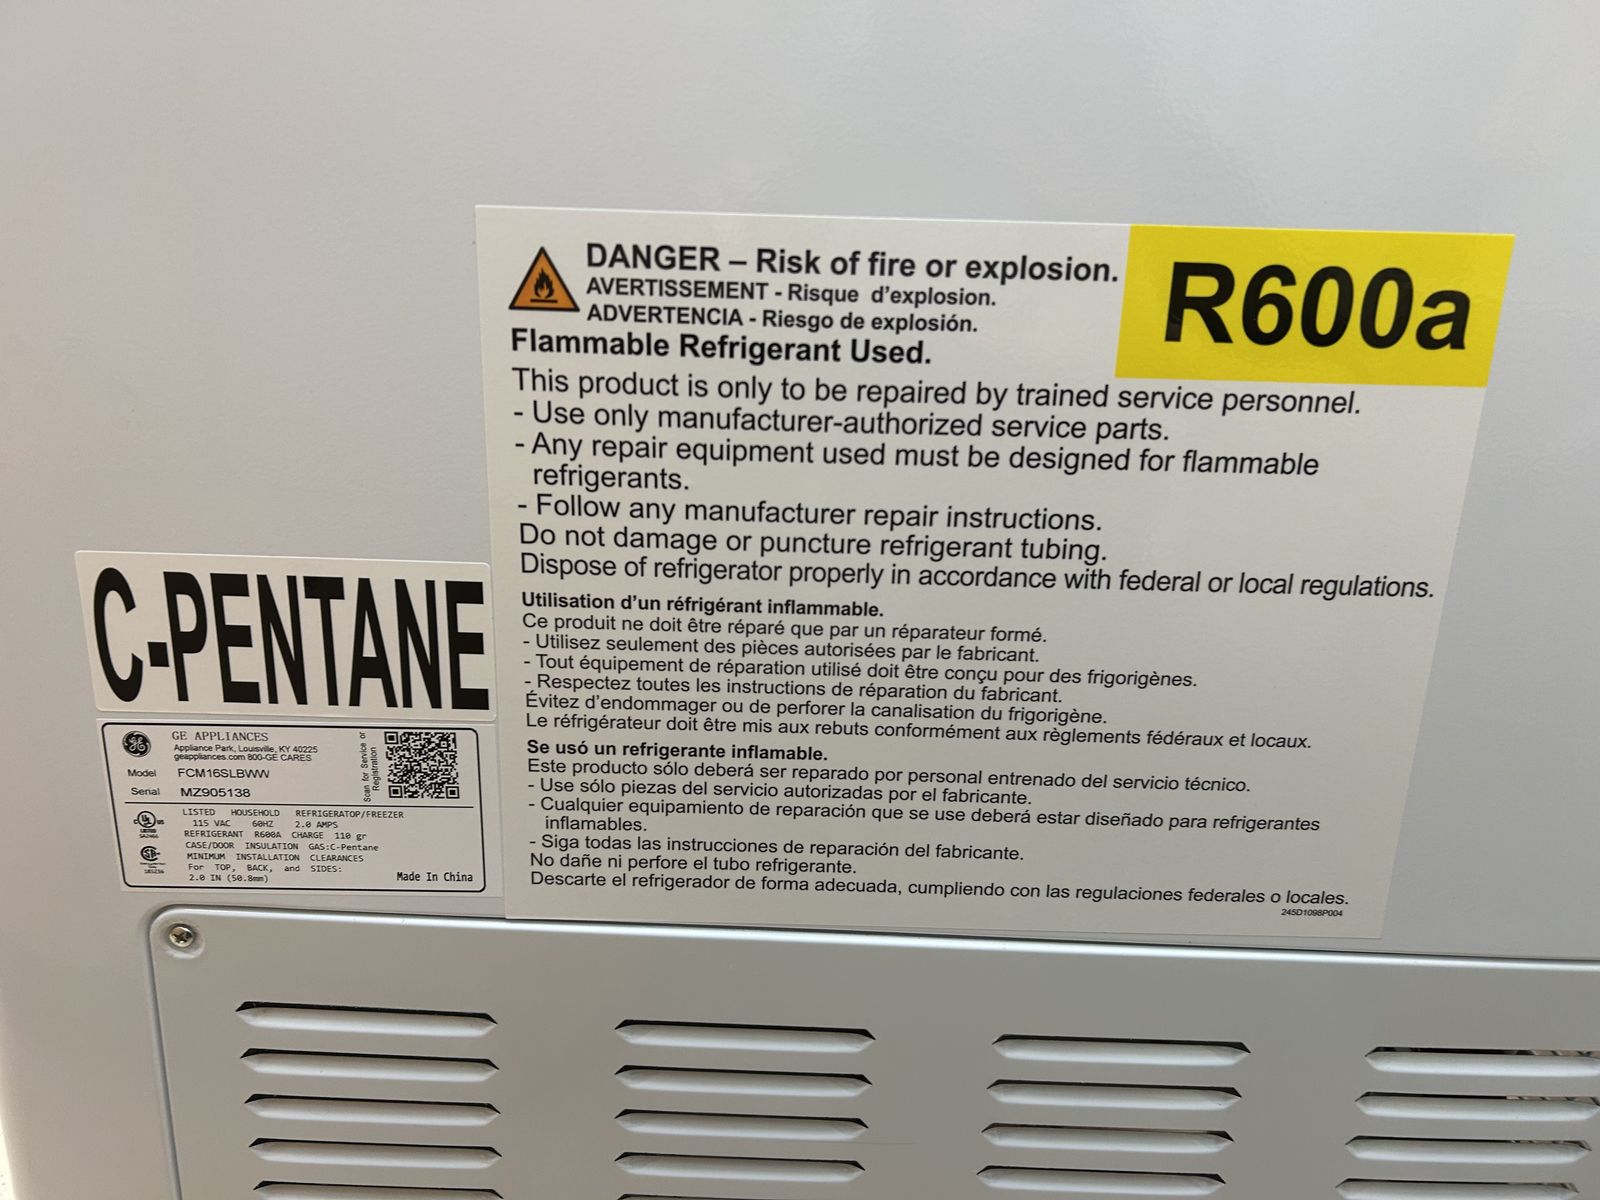 DANGER – Risk of fire or explosion.
AVERTISSEMENT - Risque d'explosion.
ADVERTENCIA - Riesgo de explosión.
R600a
Flammable Refrigerant Used.
This product is only to be repaired by trained service personnel.
- Use only manufacturer-authorized service parts.
- Any repair equipment used must be designed for flammable
refrigerants.
- Follow any manufacturer repair instructions.
Do not damage or puncture refrigerant tubing.
Dispose of refrigerator properly in accordance with federal or local regulations.
Utilisation d'un réfrigérant inflammable.
Ce produit ne doit être réparé que par un réparateur formé.
- Utilisez seulement des pièces autorisées par le fabricant.
- Tout équipement de réparation utilisé doit être conçu pour des frigorigènes.
- Respectez toutes les instructions de réparation du fabricant.
Évitez d'endommager ou de perforer la canalisation du frigorigène.
Le réfrigérateur doit être mis aux rebuts conformément aux règlements fédéraux et locaux.
Se usó un refrigerante inflamable.
Este producto sólo deberá ser reparado por personal entrenado del servicio técnico.
- Use sólo piezas del servicio autorizadas por el fabricante.
- Cualquier equipamiento de reparación que se use deberá estar diseñado para refrigerantes
inflamables.
- Siga todas las instrucciones de reparación del fabricante.
No dañe ni perfore el tubo refrigerante.
Descarte el refrigerador de forma adecuada, cumpliendo con las regulaciones federales o locales.
245D1098P004
C-PENTANE
GE APPLIANCES
Appliance Park, Louisville, KY 40225
geappliances.com 800-GE CARES
Model FCM16SLBWW
Serial MZ905138
Scan for Service or
Registration
LISTED HOUSEHOLD REFRIGERATOP/FREEZER
115 VAC 60HZ 2.0 AMPS
REFRIGERANT R600A CHARGE 110 gr
CASE/DOOR INSULATION GAS:C-Pentane
MINIMUM INSTALLATION CLEARANCES
For TOP, BACK, and SIDES:
2.0 IN (50.8mm)
Made In China